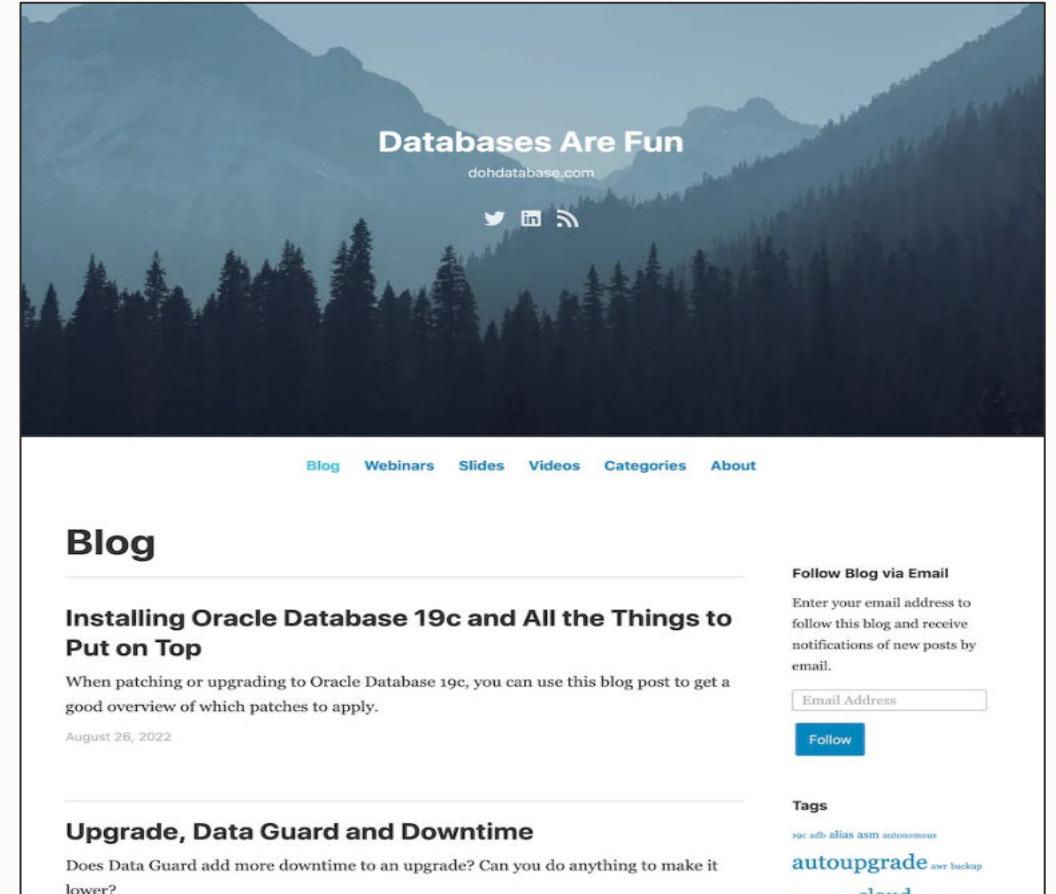 Databases Are Fun
dohdatabase.com
Blog Webinars Slides Videos Categories About
Blog
Installing Oracle Database 19c and All the Things to
Put on Top
When patching or upgrading to Oracle Database 19c, you can use this blog post to get a
good overview of which patches to apply.
August 26, 2022
Upgrade, Data Guard and Downtime
Does Data Guard add more downtime to an upgrade? Can you do anything to make it
lower?
Follow Blog via Email
Enter your email address to
follow this blog and receive
notifications of new posts by
email.
Email Address
Follow
Tags
19c adb alias asm autonomous
autoupgrade awr backup
cloud